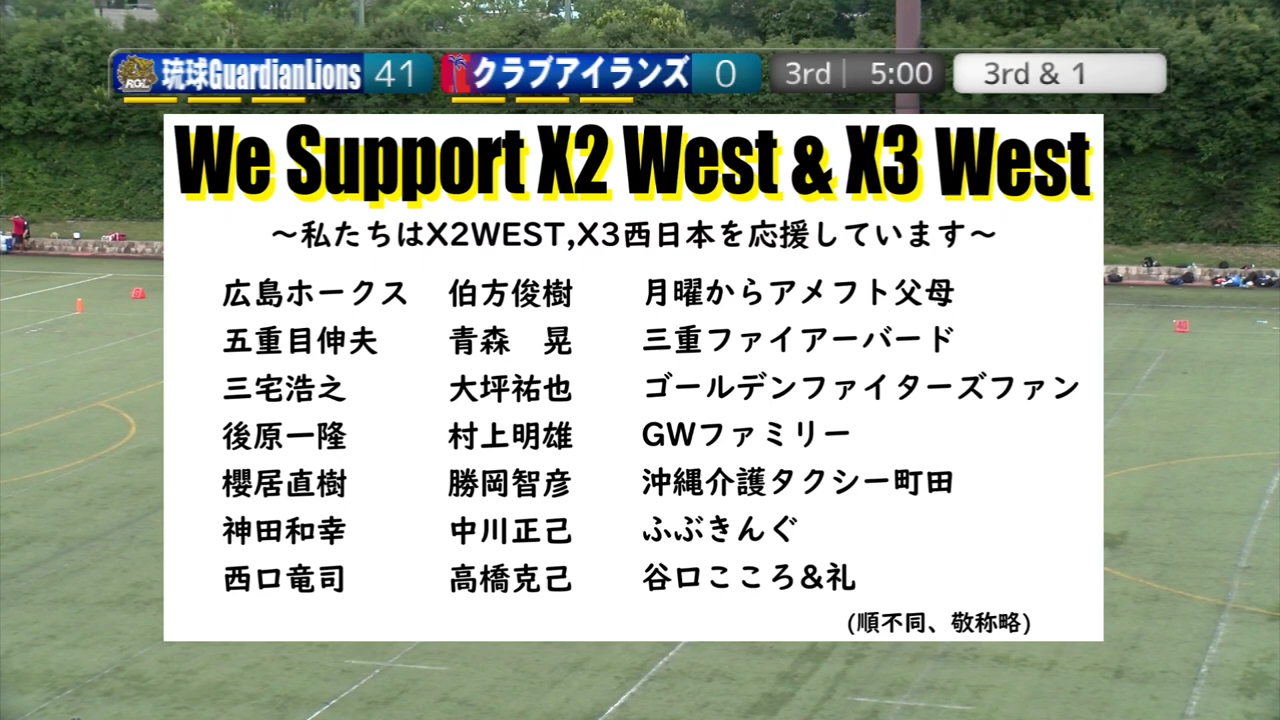 琉球GuardianLions 41 クラブアイランズ 0 3rd 5:00 3rd & 1
RGL
We Support X2 West & X3 West
～私たちはX2WEST,X3西日本を応援しています～
広島ホークス 伯方俊樹 月曜からアメフト父母
五重目伸夫 青森　晃 三重ファイアーバード
三宅浩之 大坪祐也 ゴールデンファイターズファン
後原一隆 村上明雄 GWファミリー
櫻居直樹 勝岡智彦 沖縄介護タクシー町田
神田和幸 中川正己 ふぶきんぐ
西口竜司 高橋克己 谷口こころ&礼
(順不同、敬称略)
40